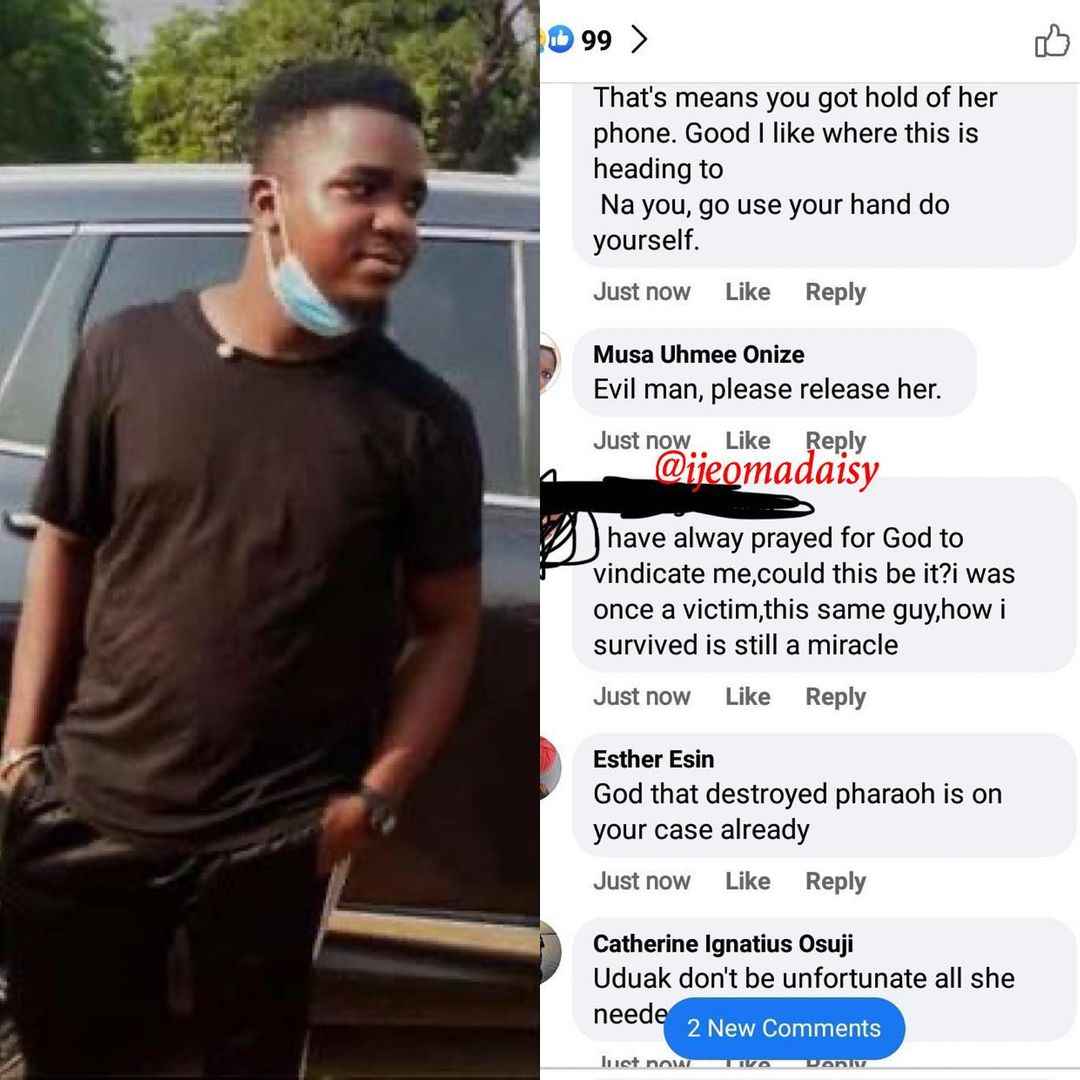 99
That's means you got hold of her
phone. Good I like where this is
heading to
Na you, go use your hand do
yourself.
Just now Like Reply
Musa Uhmee Onize
Evil man, please release her.
Just now Like Reply
@ijeomadaisy
have alway prayed for God to
vindicate me,could this be it?i was
once a victim,this same guy,how i
survived is still a miracle
Just now Like Reply
Esther Esin
God that destroyed pharaoh is on
your case already
Just now Like Reply
Catherine Ignatius Osuji
Uduak don't be unfortunate all she
neede
2 New Comments
Just now Like Reply